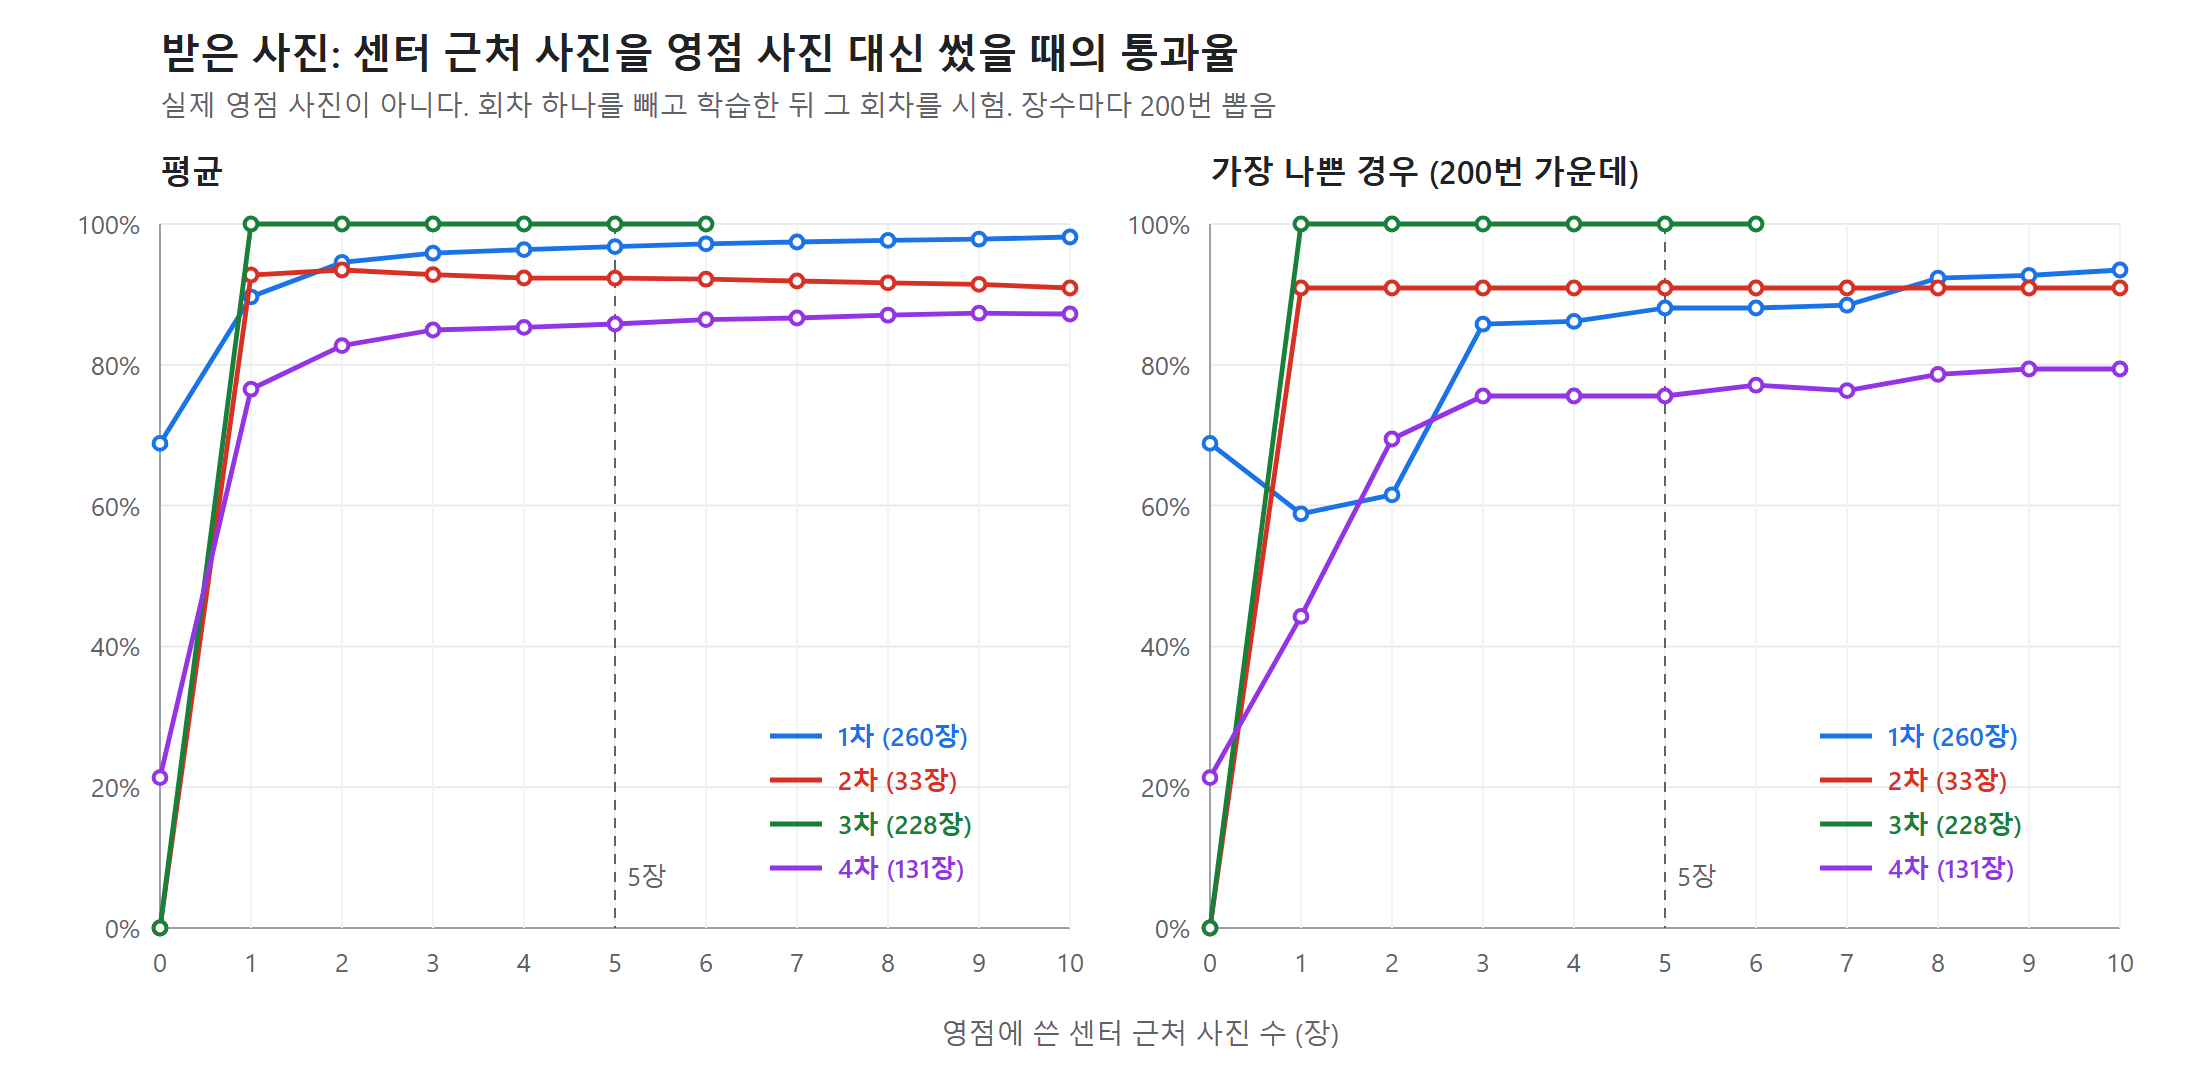 받은 사진: 센터 근처 사진을 영점 사진 대신 썼을 때의 통과율
실제 영점 사진이 아니다. 회차 하나를 빼고 학습한 뒤 그 회차를 시험. 장수마다 200번 뽑음
평균
100%
80%
60%
40%
20%
0%
0 1 2 3 4 5 6 7 8 9 10
5장
1차 (260장)
2차 (33장)
3차 (228장)
4차 (131장)
가장 나쁜 경우 (200번 가운데)
100%
80%
60%
40%
20%
0%
0 1 2 3 4 5 6 7 8 9 10
5장
1차 (260장)
2차 (33장)
3차 (228장)
4차 (131장)
영점에 쓴 센터 근처 사진 수 (장)